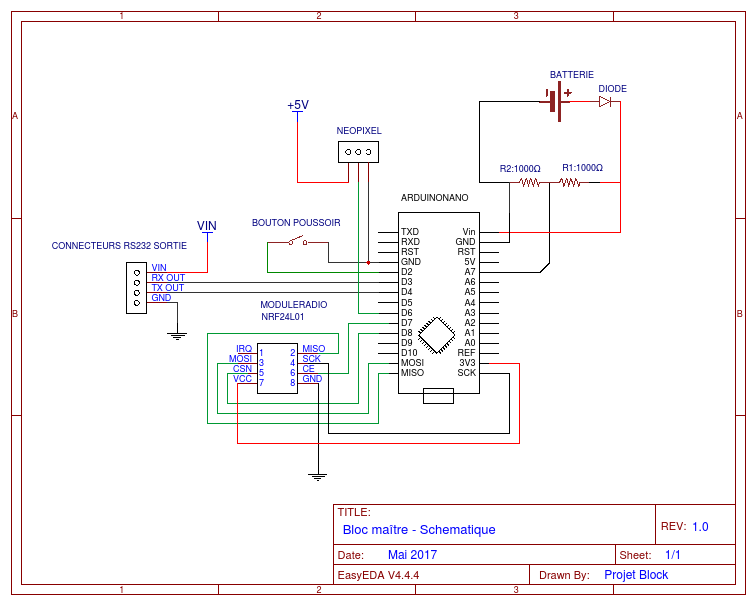 1 2 3
A A
BATTERIE
DIODE
+5V
NEOPIXEL
R2:1000Ω R1:1000Ω
ARDUINONANO
VIN
BOUTON POUSSOIR
CONNECTEURS RS232 SORTIE
VIN
RX OUT
TX OUT
GND
TXD
RXD
RST
GND
D2
D3
D4
D5
D6
D7
D8
D9
D10
MOSI
MISO
Vin
GND
RST
5V
A7
A6
A5
A4
A3
A2
A1
A0
REF
3V3
SCK
B B
MODULERADIO
NRF24L01
IRQ 1 2 MISO
MOSI 3 4 SCK
CSN 5 6 CE
VCC 7 8 GND
TITLE:
Bloc maître - Schematique
REV: 1.0
Date: Mai 2017
Sheet: 1/1
EasyEDA V4.4.4
Drawn By: Projet Block
1 2 3